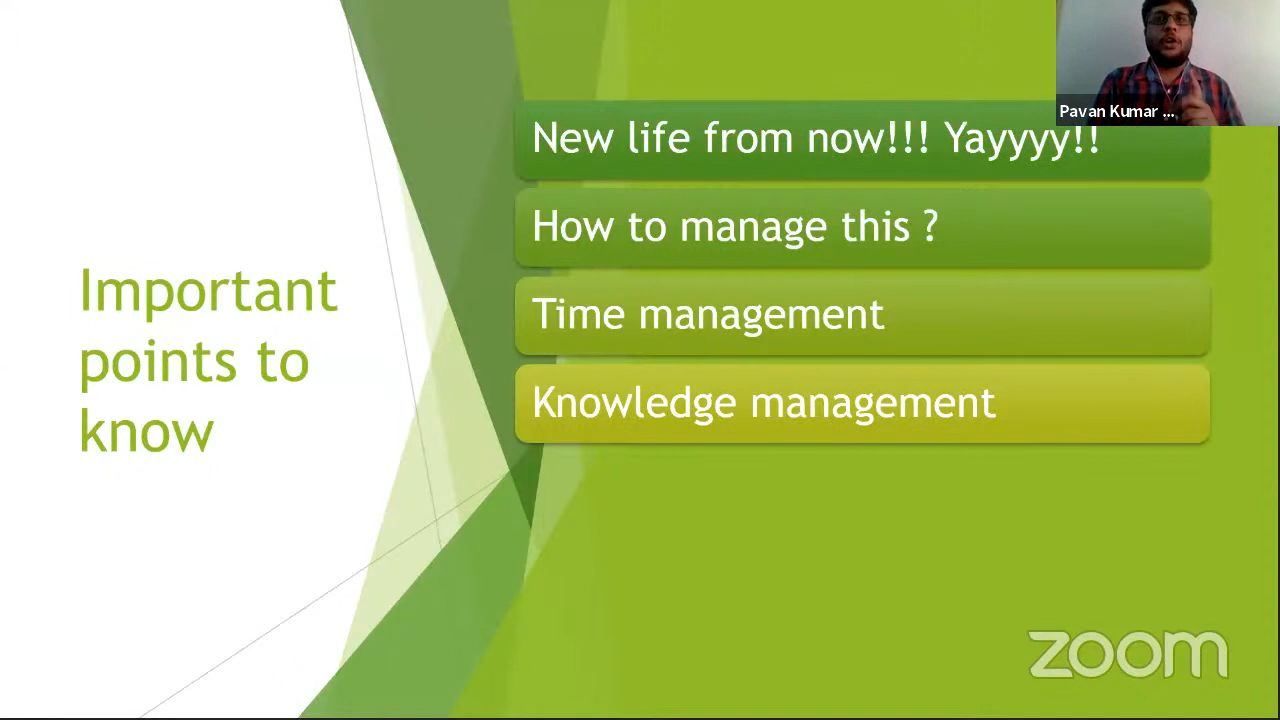 Pavan Kumar ...
New life from now!!! Yayyyy!!
How to manage this ?
Time management
Knowledge management
Important
points to
know
zoom